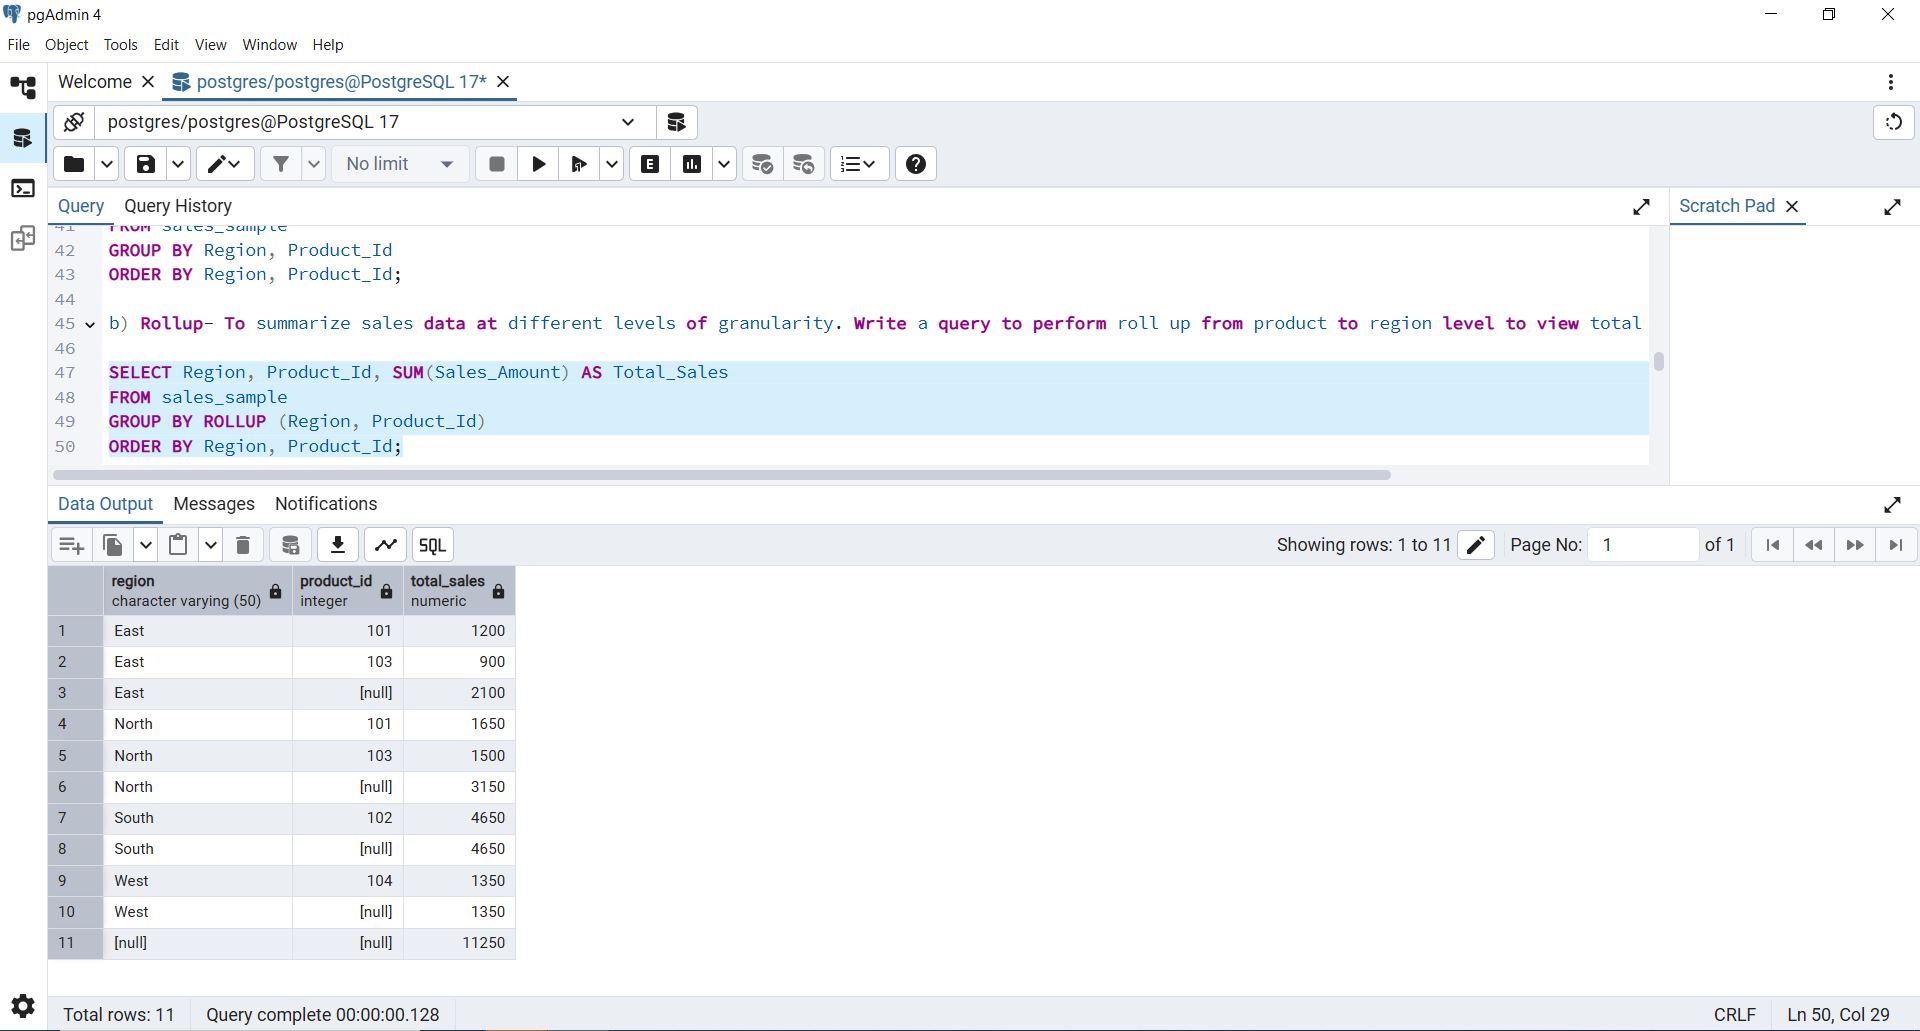 pgAdmin 4
File Object Tools Edit View Window Help
Welcome postgres/postgres@PostgreSQL 17*
postgres/postgres@PostgreSQL 17
No limit
E
Query Query History
Scratch Pad
41 FROM sales_sample
42 GROUP BY Region, Product_Id
43 ORDER BY Region, Product_Id;
44
45 b) Rollup- To summarize sales data at different levels of granularity. Write a query to perform roll up from product to region level to view total
46
47 SELECT Region, Product_Id, SUM(Sales_Amount) AS Total_Sales
48 FROM sales_sample
49 GROUP BY ROLLUP (Region, Product_Id)
50 ORDER BY Region, Product_Id;
Data Output Messages Notifications
SQL Showing rows: 1 to 11 Page No: 1 of 1
region product_id total_sales
character varying (50) integer numeric
1 East 101 1200
2 East 103 900
3 East [null] 2100
4 North 101 1650
5 North 103 1500
6 North [null] 3150
7 South 102 4650
8 South [null] 4650
9 West 104 1350
10 West [null] 1350
11 [null] [null] 11250
Total rows: 11 Query complete 00:00:00.128 CRLF Ln 50, Col 29